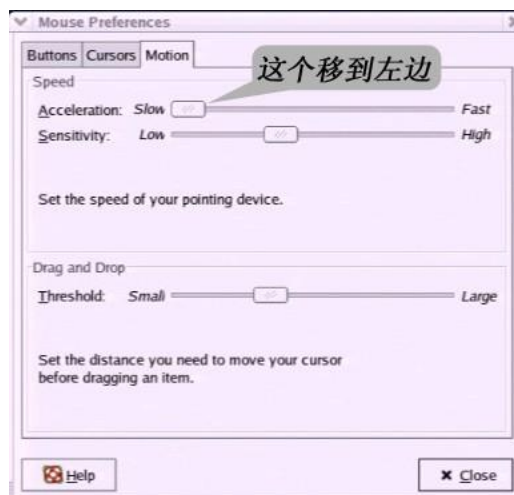 Mouse Preferences
Buttons Cursors Motion
这个移到左边
Speed
Acceleration: Slow Fast
Sensitivity: Low High
Set the speed of your pointing device.
Drag and Drop
Threshold: Small Large
Set the distance you need to move your cursor
before dragging an item.
Help Close